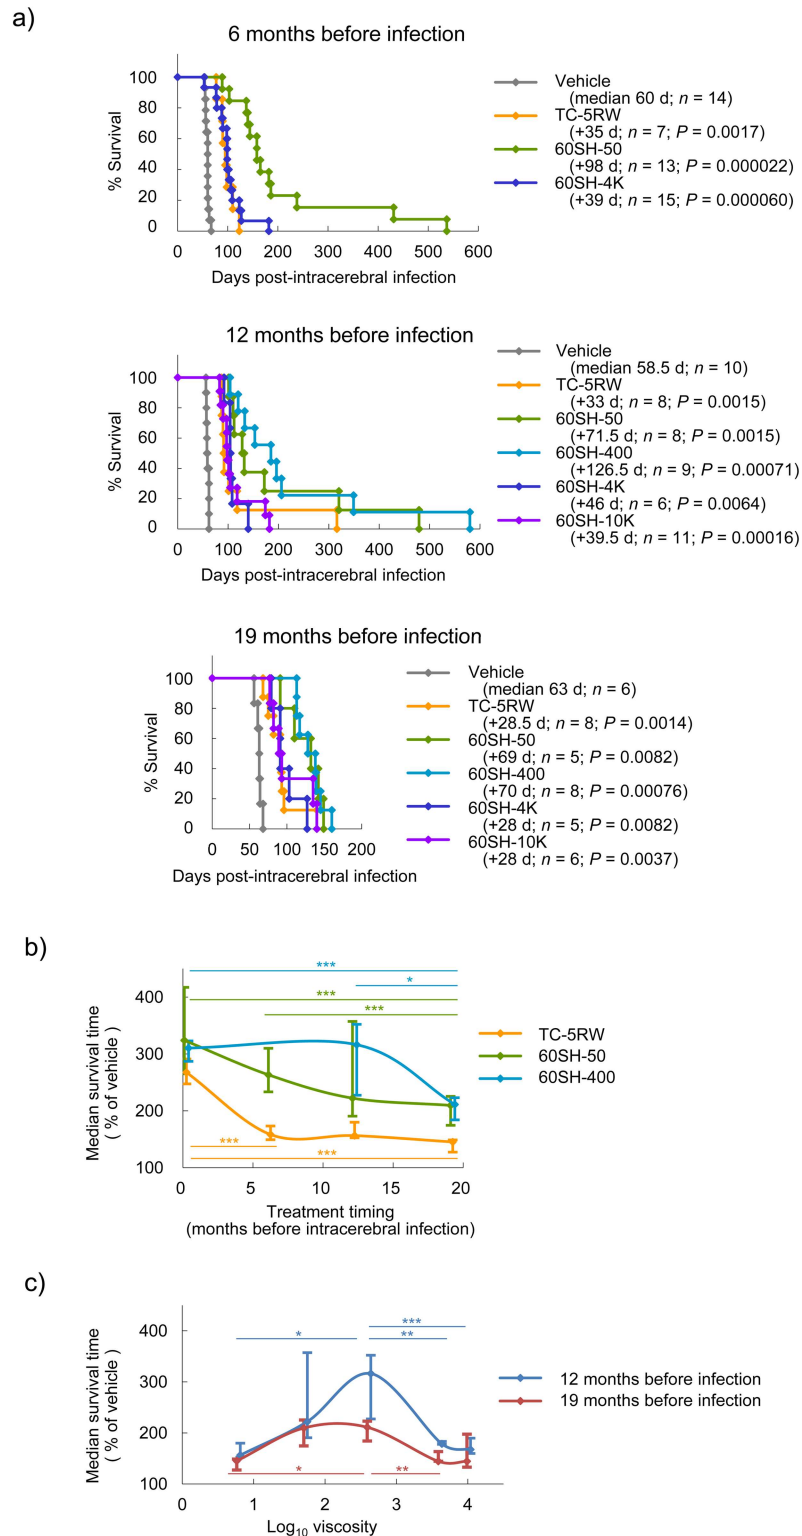 a)
6 months before infection
100
80
60
40
20
0
% Survival
0 100 200 300 400 500 600
Days post-intracerebral infection
Vehicle
(median 60 d; n = 14)
TC-5RW
(+35 d; n = 7; P = 0.0017)
60SH-50
(+98 d; n = 13; P = 0.000022)
60SH-4K
(+39 d; n = 15; P = 0.000060)
12 months before infection
100
80
60
40
20
0
% Survival
0 100 200 300 400 500 600
Days post-intracerebral infection
Vehicle
(median 58.5 d; n = 10)
TC-5RW
(+33 d; n = 8; P = 0.0015)
60SH-50
(+71.5 d; n = 8; P = 0.0015)
60SH-400
(+126.5 d; n = 9; P = 0.00071)
60SH-4K
(+46 d; n = 6; P = 0.0064)
60SH-10K
(+39.5 d; n = 11; P = 0.00016)
19 months before infection
100
80
60
40
20
0
% Survival
0 50 100 150 200
Days post-intracerebral infection
Vehicle
(median 63 d; n = 6)
TC-5RW
(+28.5 d; n = 8; P = 0.0014)
60SH-50
(+69 d; n = 5; P = 0.0082)
60SH-400
(+70 d; n = 8; P = 0.00076)
60SH-4K
(+28 d; n = 5; P = 0.0082)
60SH-10K
(+28 d; n = 6; P = 0.0037)
b)
***
*
***
***
400
300
200
100
Median survival time
( % of vehicle )
***
***
0 5 10 15 20
Treatment timing
(months before intracerebral infection)
TC-5RW
60SH-50
60SH-400
c)
***
* **
400
300
200
100
Median survival time
( % of vehicle )
* **
0 1 2 3 4
Log10 viscosity
12 months before infection
19 months before infection